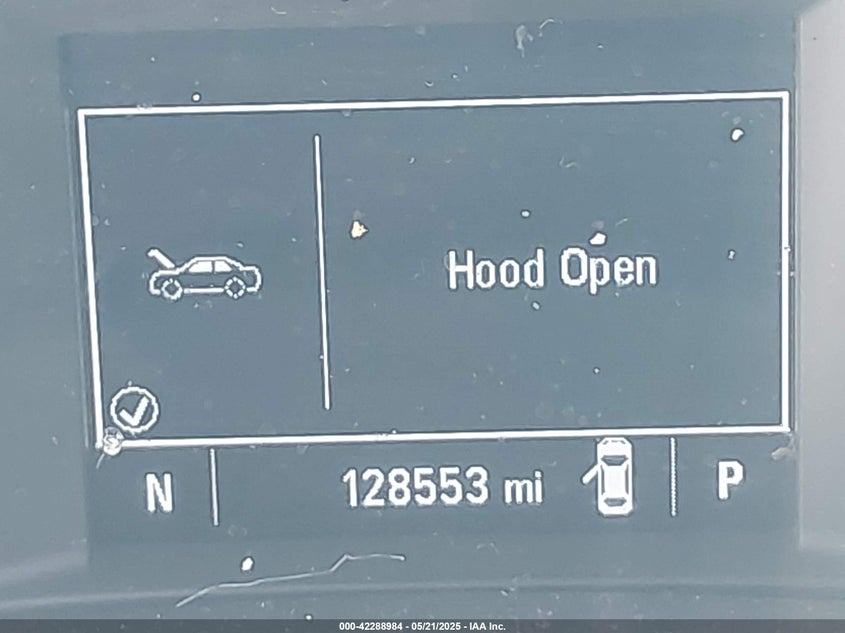 Hood Open
N 128553 mi P
000-42288984 - 05/21/2025 - IAA Inc.